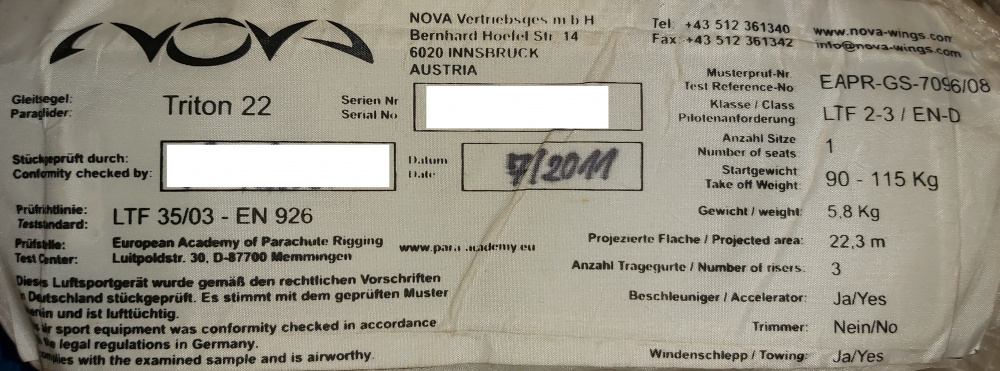 NOVA
NOVA Vertriebsges m b H
Bernhard Hoefel Str. 14
6020 INNSBRUCK
AUSTRIA
Tel: +43 512 361340
Fax: +43 512 361342
www.nova-wings.com
info@nova-wings.com
Gleitsegel:
Paraglider:
Triton 22
Serien Nr
Serial No
Musterpruf-Nr
Test Reference-No
EAPR-GS-7096/08
Klasse / Class
Pilotenanforderung:
LTF 2-3 / EN-D
Stückgeprüft durch:
Conformity checked by:
Datum
Date
7/2011
Anzahl Sitze
Number of seats
1
Startgewicht
Take off Weight:
90 - 115 Kg
Prüfrichtlinie:
Teststandard:
LTF 35/03 - EN 926
Gewicht / weight:
5,8 Kg
Prüfstelle:
Test Center:
European Academy of Parachute Rigging
Luitpoldstr. 30, D-87700 Memmingen
www.para academy.eu
Projezierte Flache / Projected area:
22,3 m
Anzahl Tragegurte / Number of risers:
3
Dieses Luftsportgerät wurde gemäß den rechtlichen Vorschriften
n Deutschland stückgeprüft. Es stimmt mit dem geprüften Muster
und ist lufttüchtig.
ir sport equipment was conformity checked in accordance
legal regulations in Germany.
plies with the examined sample and is airworthy.
Beschleuniger / Accelerator:
Ja/Yes
Trimmer:
Nein/No
Windenschlepp / Towing:
Ja/Yes